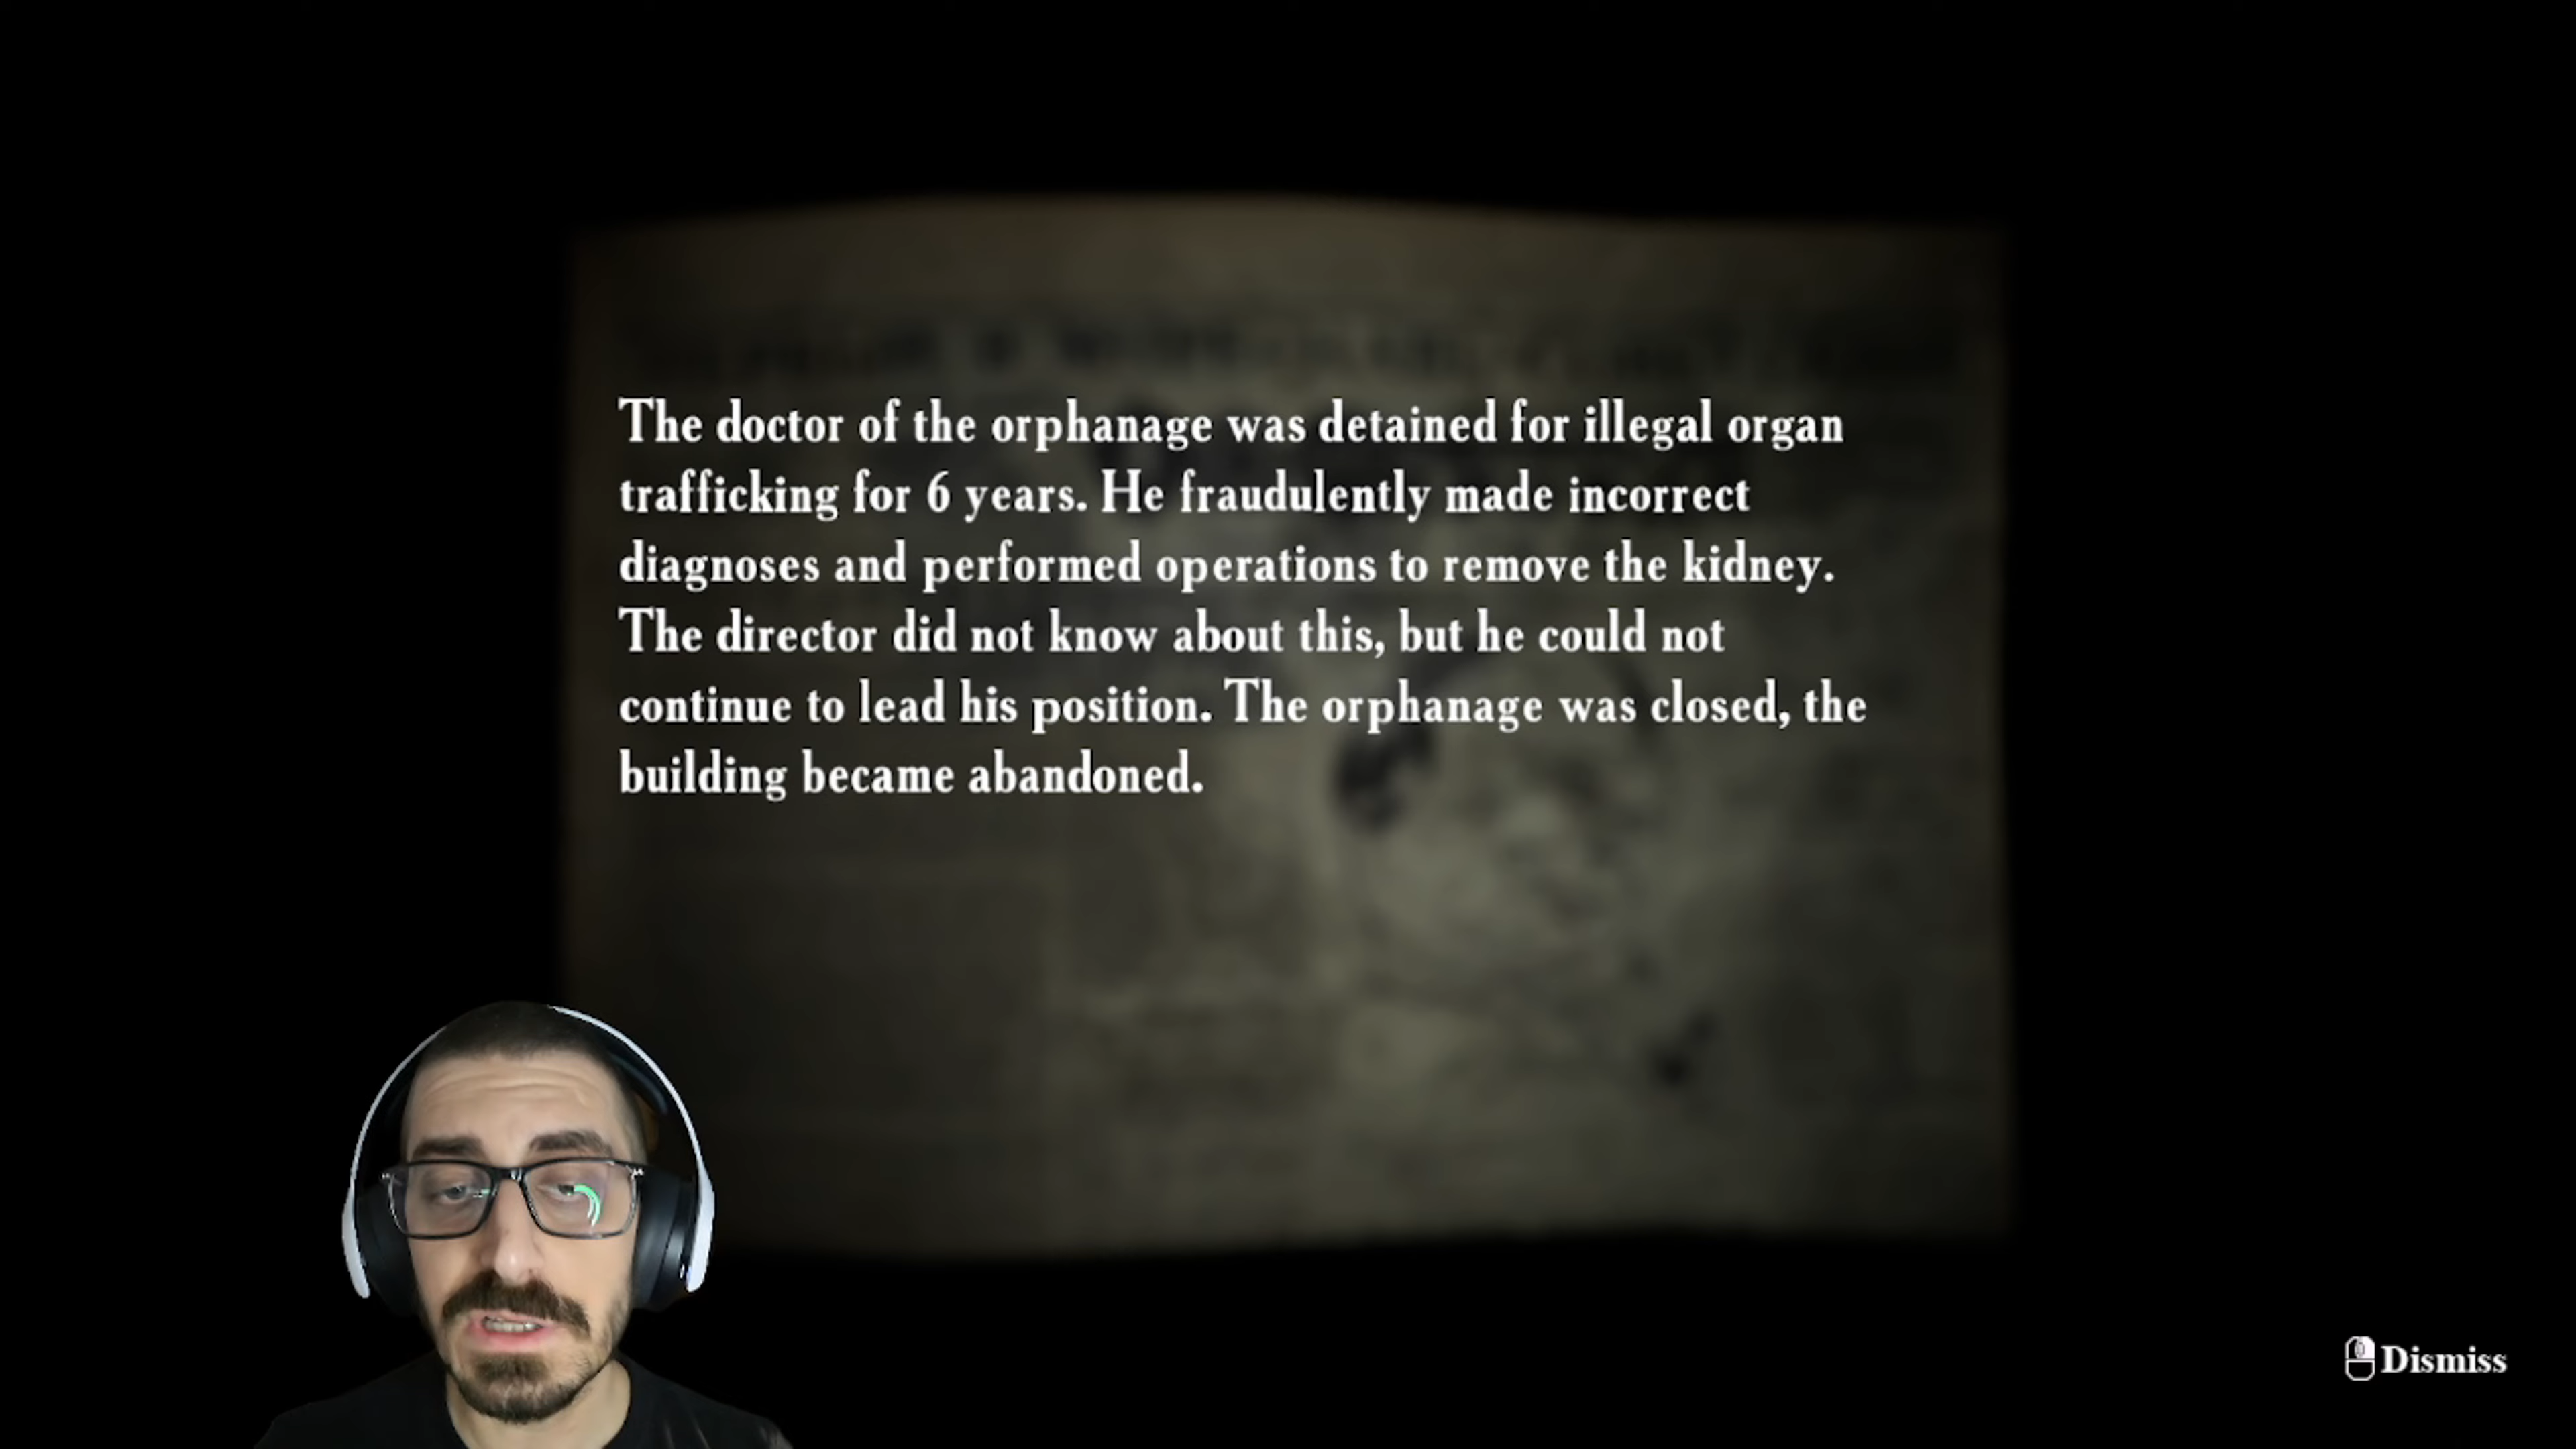 The doctor of the orphanage was detained for illegal organ
trafficking for 6 years. He fraudulently made incorrect
diagnoses and performed operations to remove the kidney.
The director did not know about this, but he could not
continue to lead his position. The orphanage was closed, the
building became abandoned.
Dismiss